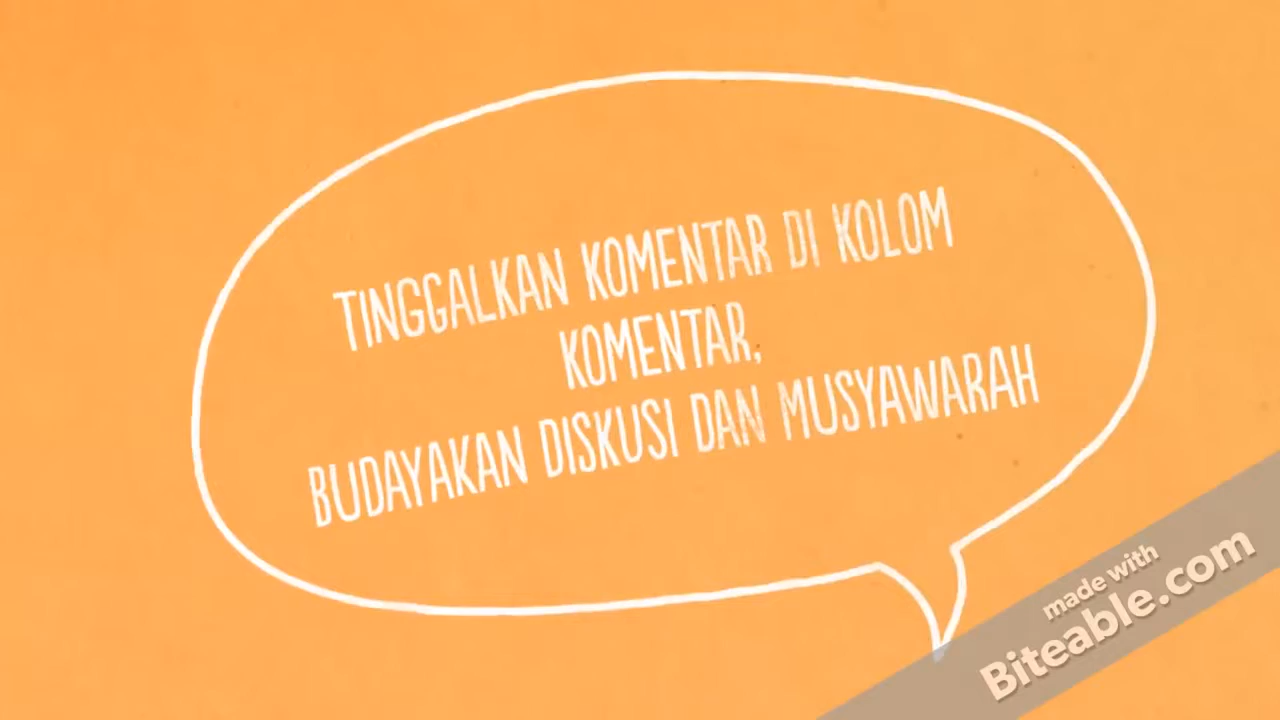 TINGGALKAN KOMENTAR DI KOLOM
KOMENTAR,
BUDAYAKAN DISKUSI DAN MUSYAWARAH
made with
Biteable.com